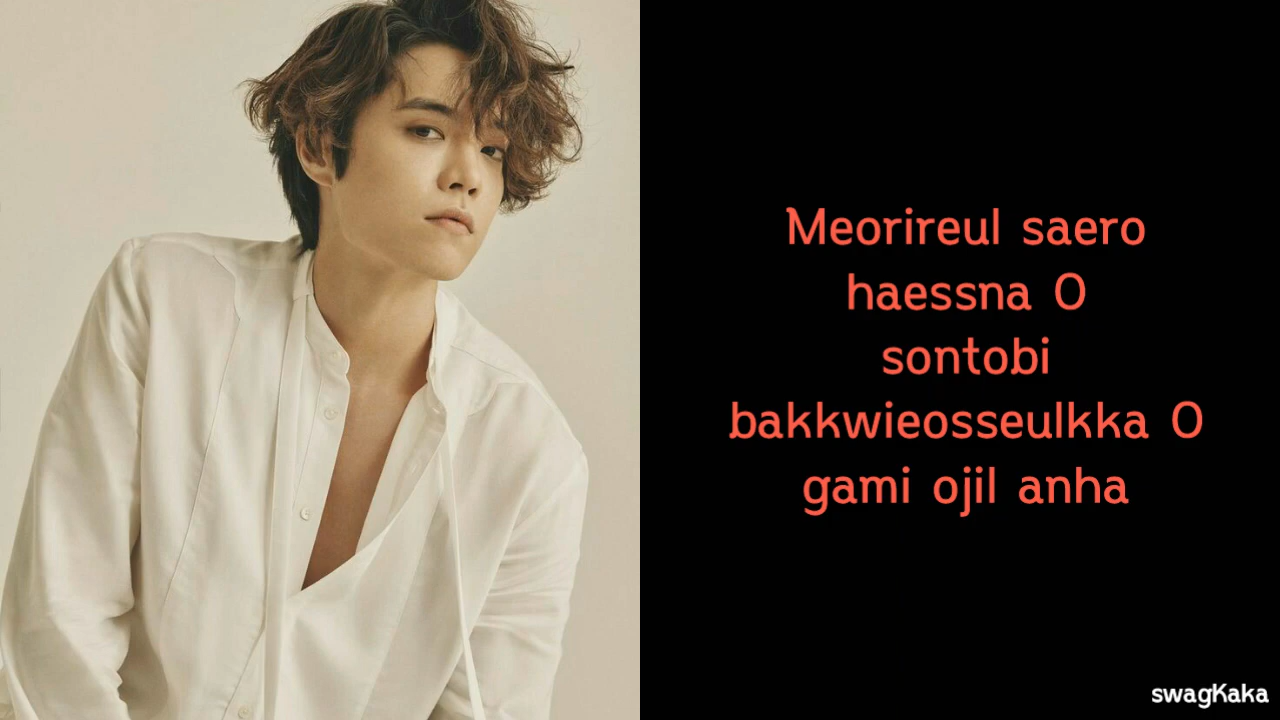 Meorireul saero
haessna O
sontobi
bakkwieosseulkka O
gami ojil anha
swagKaka